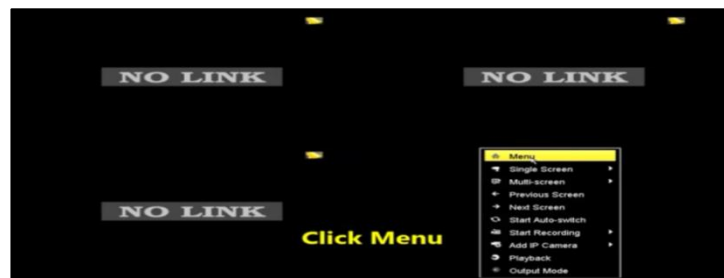 NO LINK
NO LINK
NO LINK
Click Menu
Menu
Single Screen
Multi-screen
Previous Screen
Next Screen
Start Auto-switch
Start Recording
Add IP Camera
Playback
Output Mode